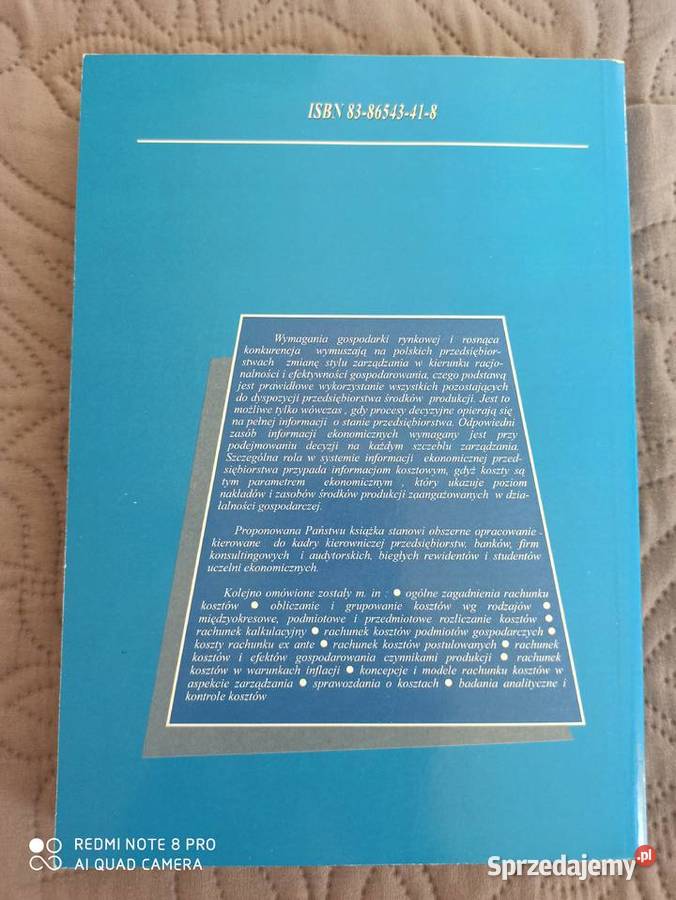 ISBN 83-86543-41-8
Wymagania gospodarki rynkowej i rosnąca
konkurencja wymuszają na polskich przedsiębior-
stwach zmianę stylu zarządzania w kierunku racjo-
nalności i efektywności gospodarowania, czego podstawą
jest prawidłowe wykorzystanie wszystkich pozostających
do dyspozycji przedsiębiorstwa środków produkcji. Jest to
możliwe tylko wówczas , gdy procesy decyzyjne opierają się
na pełnej informacji o stanie przedsiębiorstwa. Odpowiedni
zasób informacji ekonomicznych wymagany jest przy
podejmowaniu decyzji na każdym szczeblu zarządzania.
Szczególna rola w systemie informacji ekonomicznej przed-
siębiorstwa przypada informacjom kosztowym, gdyż koszty są
tym parametrem ekonomicznym , który ukazuje poziom
nakładów i zasobów środków produkcji zaangażowanych w dzia-
łalności gospodarczej.
Proponowana Państwu książka stanowi obszerne opracowanie
kierowane do kadry kierowniczej przedsiębiorstw, banków, firm
konsultingowych i audytorskich, biegłych rewidentów i studentów
uczelni ekonomicznych.
Kolejno omówione zostały m. in : ● ogólne zagadnienia rachunku
kosztów ● obliczanie i grupowanie kosztów wg rodzajów ●
międzyokresowe, podmiotowe i przedmiotowe rozliczanie kosztów ●
rachunek kalkulacyjny ● rachunek kosztów podmiotów gospodarczych ●
koszty rachunku ex ante ● rachunek kosztów postulowanych ● rachunek
kosztów i efektów gospodarowania czynnikami produkcji ● rachunek
kosztów w warunkach inflacji ● koncepcje i modele rachunku kosztów w
aspekcie zarządzania ● sprawozdania o kosztach ● badania analityczne i
kontrole kosztów
REDMI NOTE 8 PRO
AI QUAD CAMERA
Sprzedajemy.pl